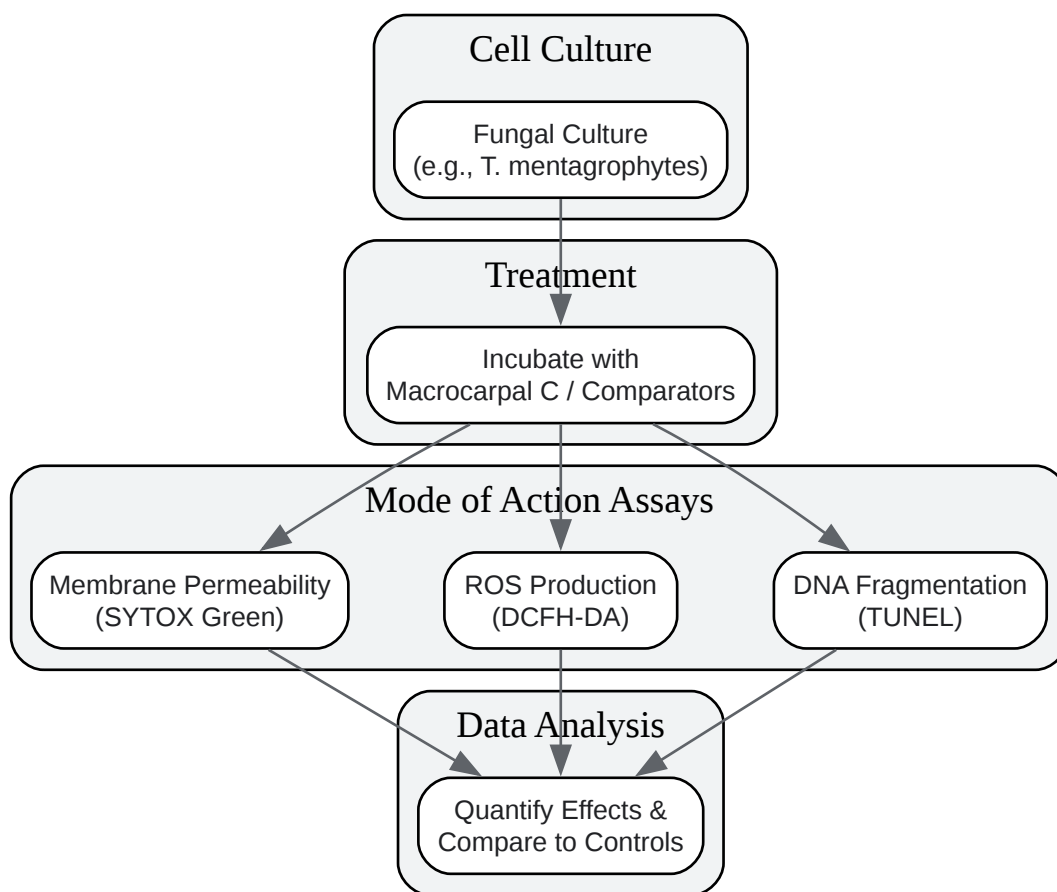 Cell Culture
Fungal Culture
(e.g., T. mentagrophytes)
Treatment
Incubate with
Macrocarpal C / Comparators
Mode of Action Assays
Membrane Permeability
(SYTOX Green)
ROS Production
(DCFH-DA)
DNA Fragmentation
(TUNEL)
Data Analysis
Quantify Effects &
Compare to Controls